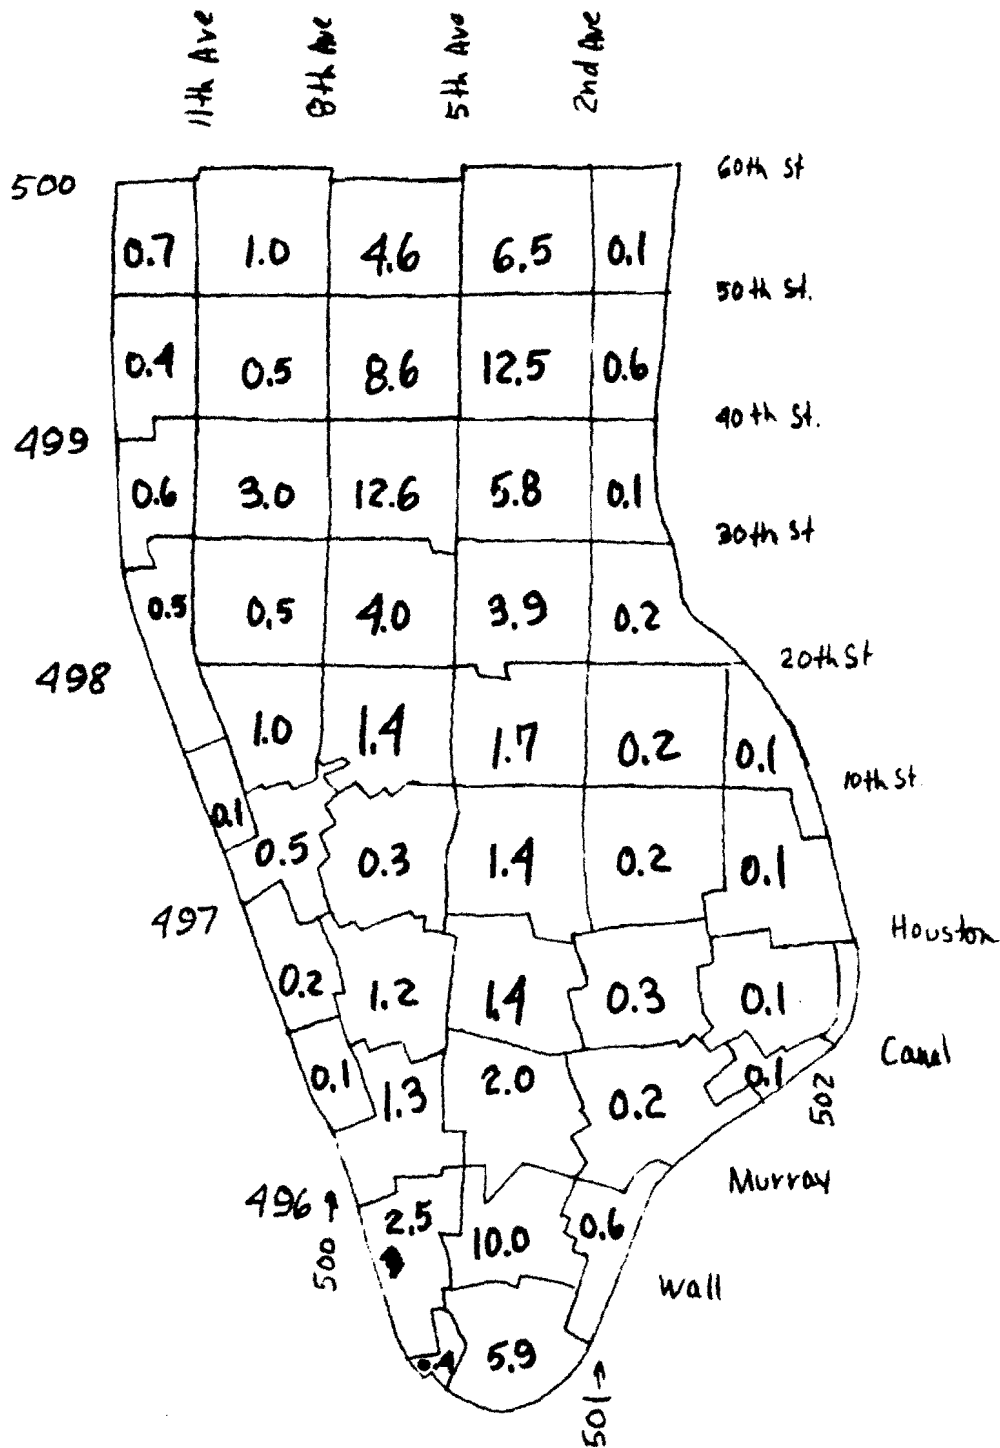 11th Ave 8th Ave 5th Ave 2nd Ave
60th St
500
0.7 1.0 4.6 6.5 0.1
50th St.
0.4 0.5 8.6 12.5 0.6
40th St.
499
0.6 3.0 12.6 5.8 0.1
30th St
0.5 0.5 4.0 3.9 0.2
20th St
498
1.0 1.4 1.7 0.2 0.1
10th St.
0.1
0.5 0.3 1.4 0.2 0.1
497
Houston
0.2 1.2 1.4 0.3 0.1
Canal
0.1 1.3 2.0 0.2 0.1
502
Murray
496
500 →
2.5 10.0 0.6
Wall
.4 5.9
501 →